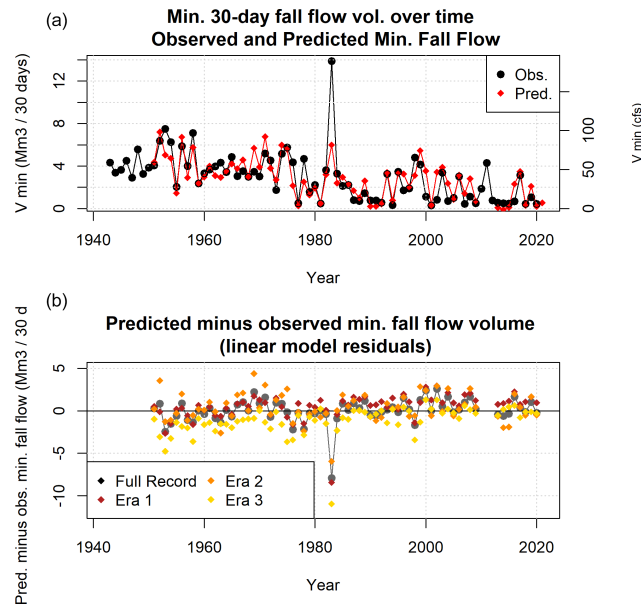 (a)
Min. 30-day fall flow vol. over time
Observed and Predicted Min. Fall Flow
V min (Mm3 / 30 days)
0
4
8
12
Obs.
Pred.
0
50
100
V min (cfs)
1940
1960
1980
2000
2020
Year
(b)
Predicted minus observed min. fall flow volume
(linear model residuals)
Pred. minus obs. min. fall flow (Mm3 / 30 d
5
0
-5
-10
Full Record
Era 1
Era 2
Era 3
1940
1960
1980
2000
2020
Year